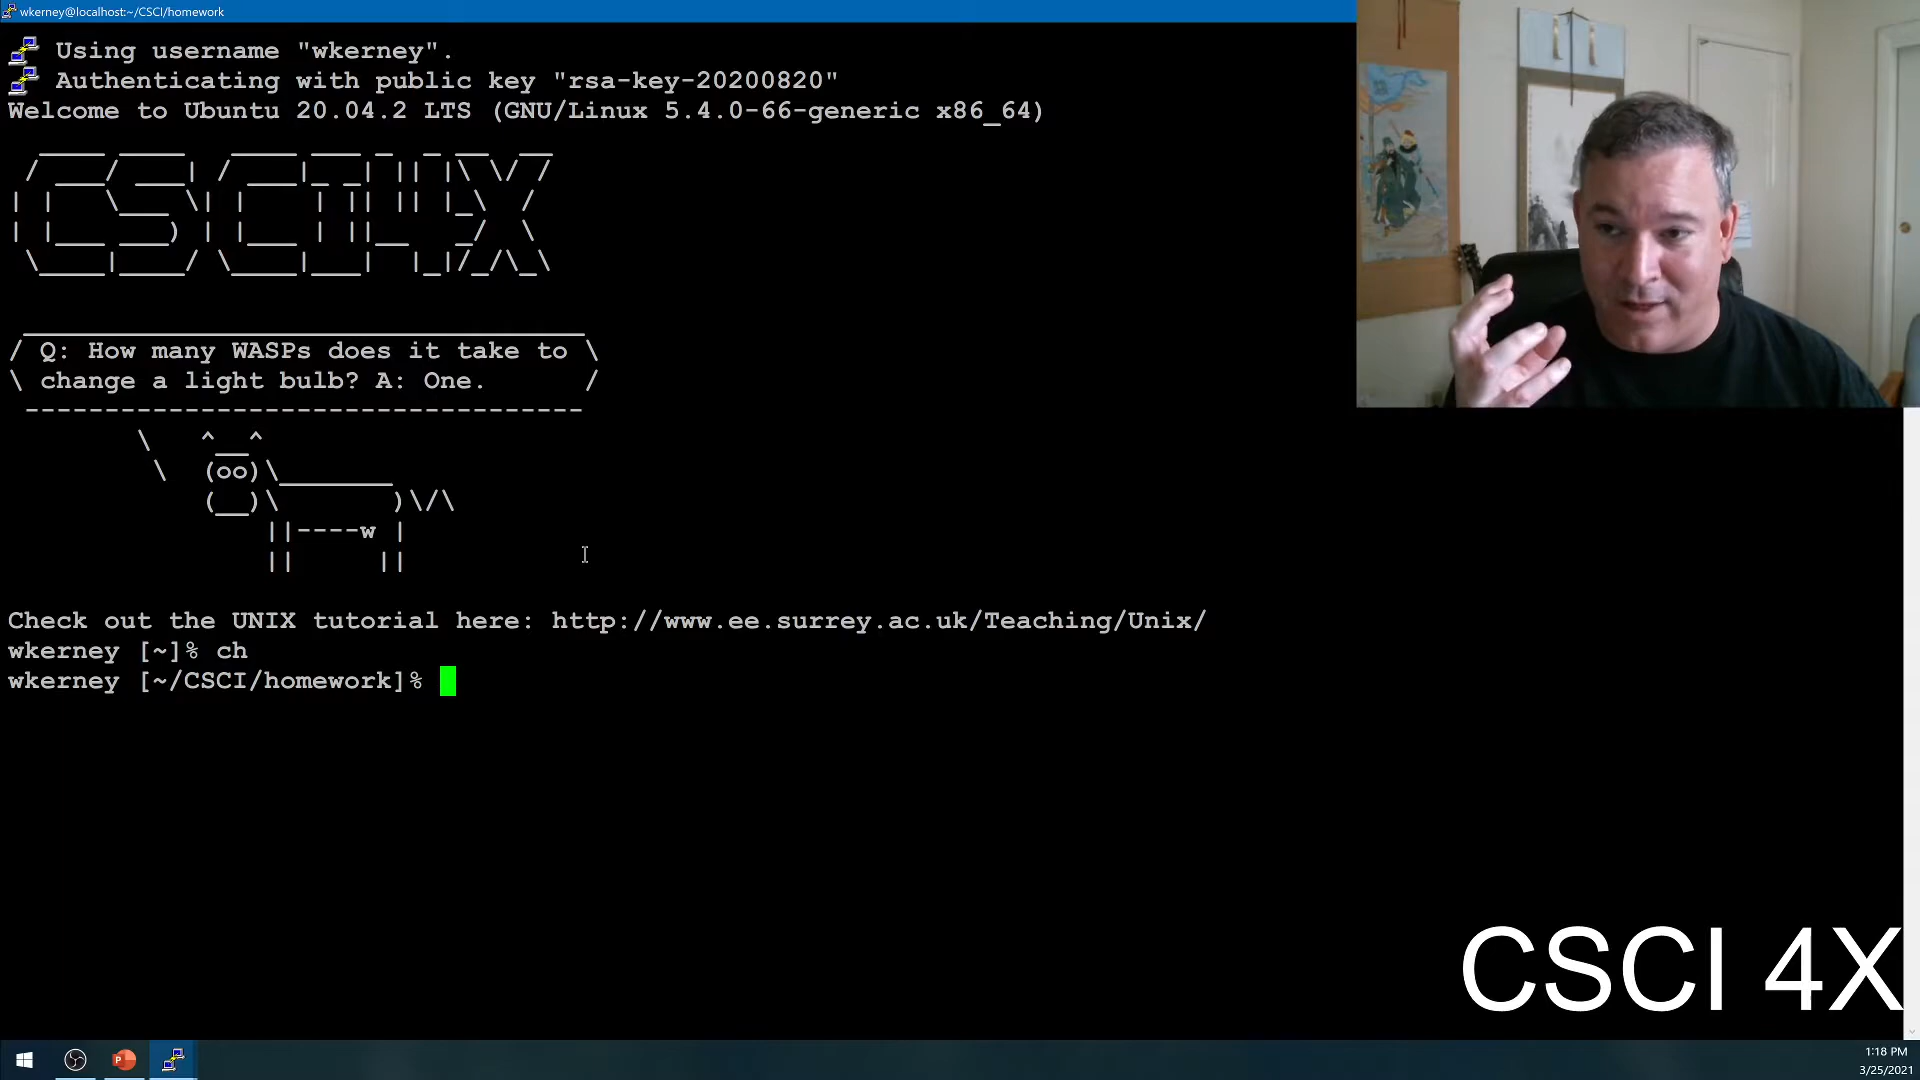 wkerney@localhost:~/CSCI/homework
Using username "wkerney".
Authenticating with public key "rsa-key-20200820"
Welcome to Ubuntu 20.04.2 LTS (GNU/Linux 5.4.0-66-generic x86_64)
CSCI4X
/ Q: How many WASPs does it take to \
\ change a light bulb? A: One. /
(oo)
||----w |
Check out the UNIX tutorial here: http://www.ee.surrey.ac.uk/Teaching/Unix/
wkerney [~]% ch
wkerney [~/CSCI/homework]%
CSCI 4X
1:18 PM
3/25/2021